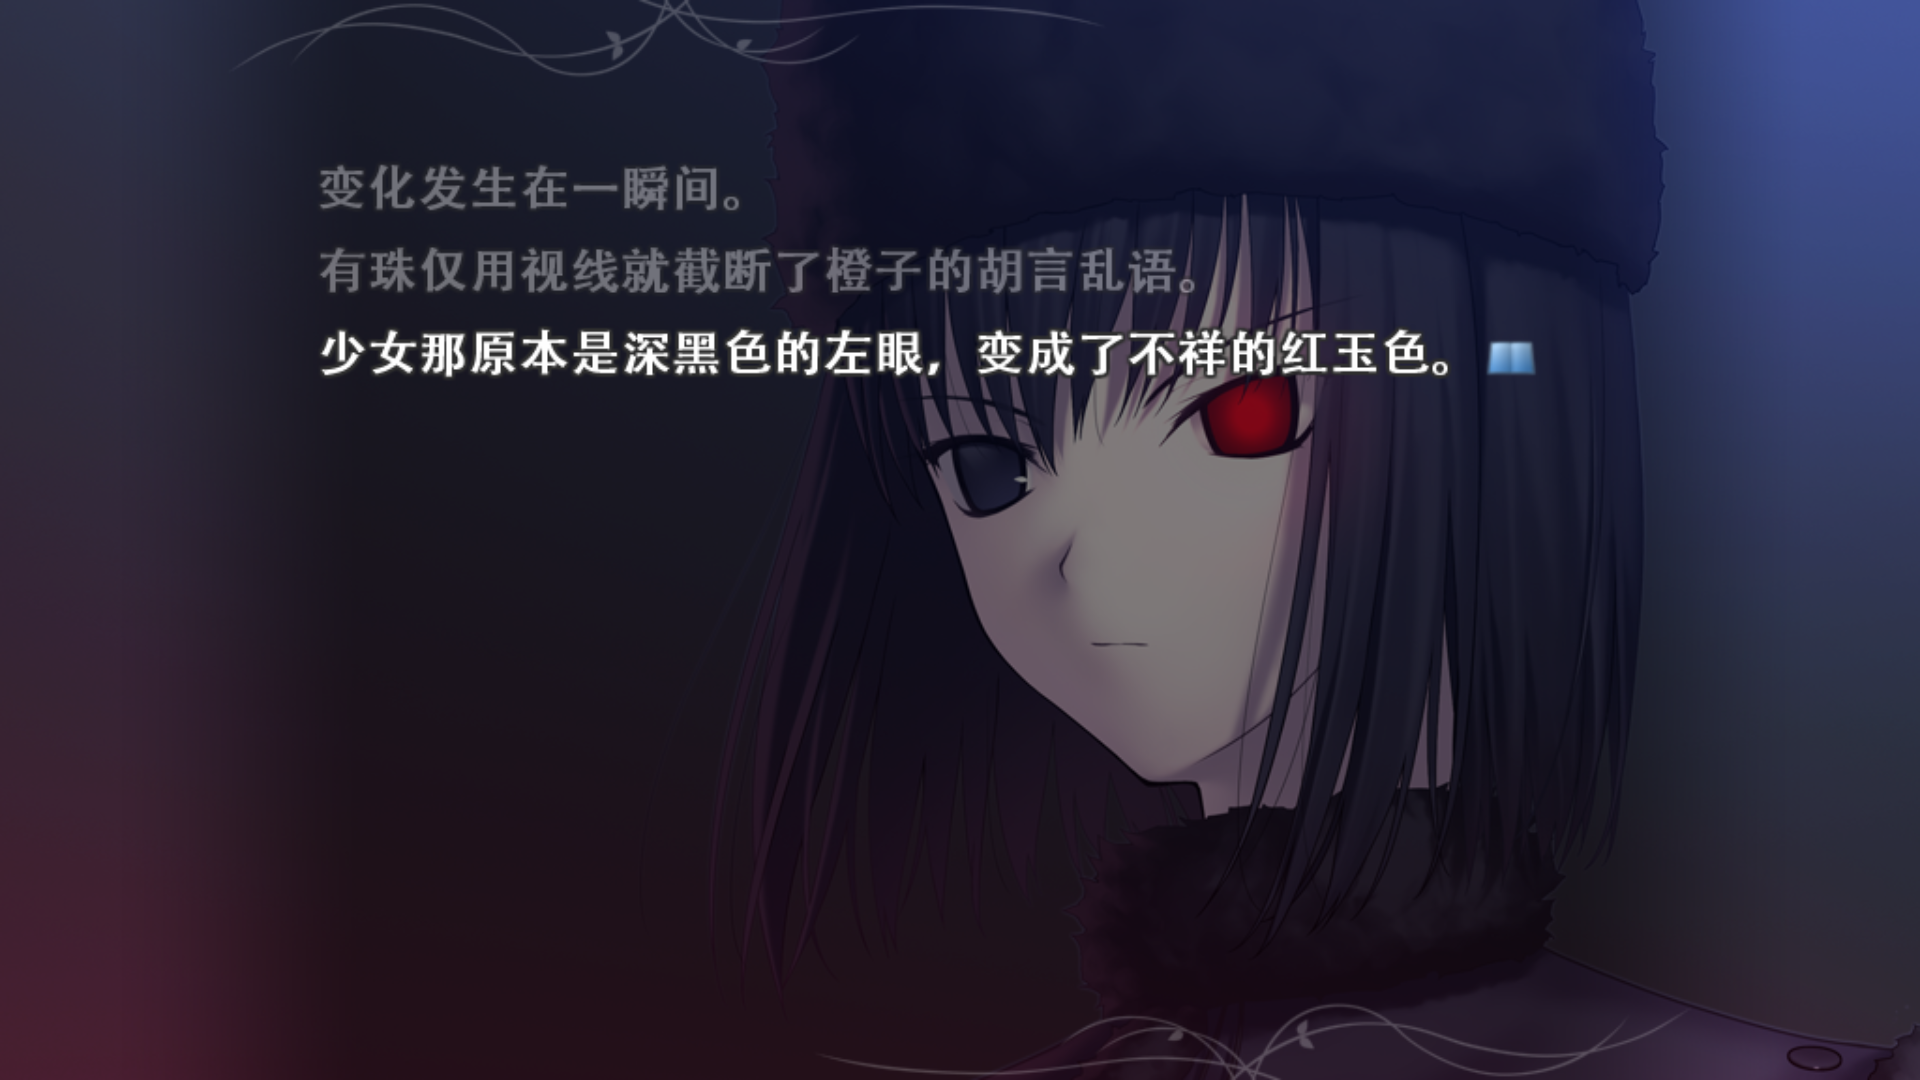 变化发生在一瞬间。
有珠仅用视线就截断了橙子的胡言乱语。
少女那原本是深黑色的左眼，变成了不祥的红玉色。